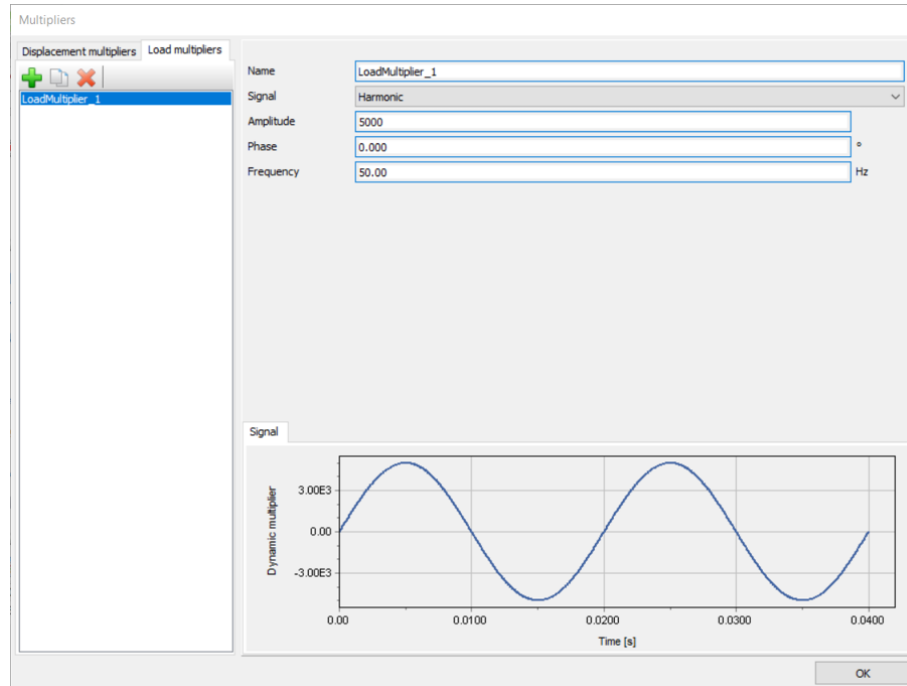 Multipliers
Displacement multipliers Load multipliers
LoadMultiplier_1
Name LoadMultiplier_1
Signal Harmonic
Amplitude 5000
Phase 0.000 °
Frequency 50.00 Hz
Signal
Dynamic multiplier
3.00E3
0.00
-3.00E3
0.00 0.0100 0.0200 0.0300 0.0400
Time [s]
OK